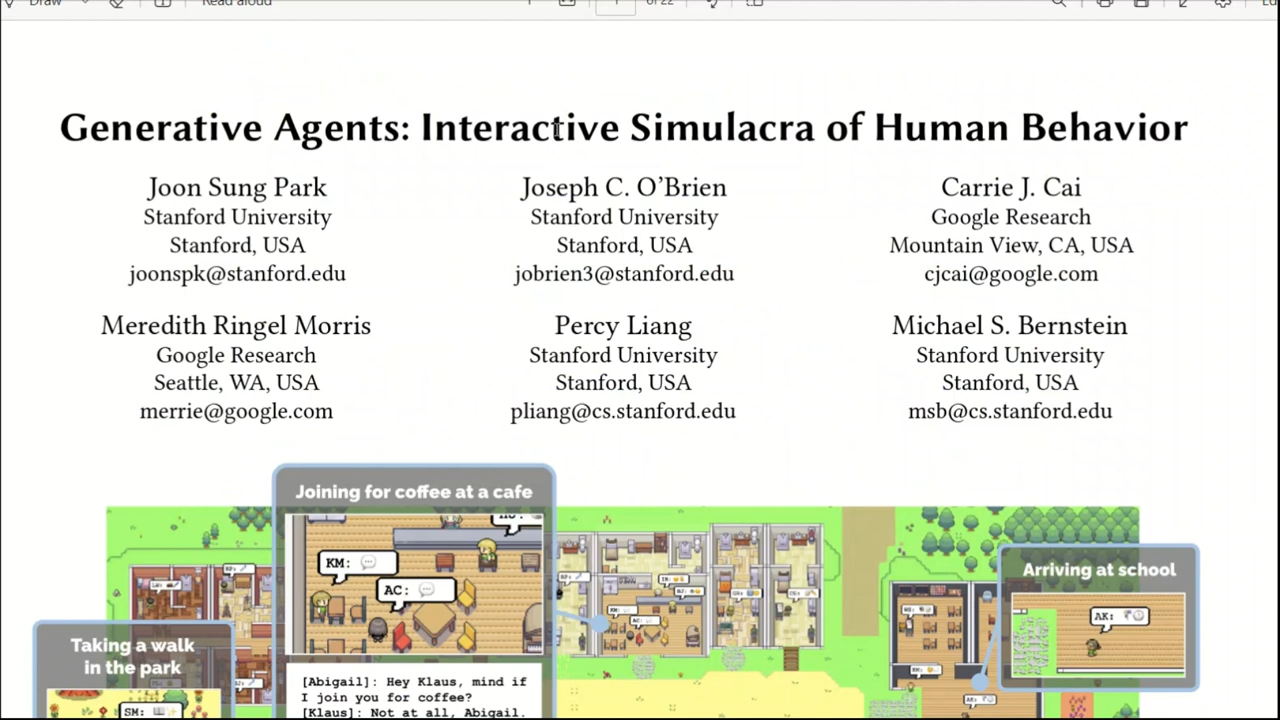 Draw
Read aloud
1
of 22
Generative Agents: Interactive Simulacra of Human Behavior
Joon Sung Park
Stanford University
Stanford, USA
joonspk@stanford.edu
Joseph C. O'Brien
Stanford University
Stanford, USA
jobrien3@stanford.edu
Carrie J. Cai
Google Research
Mountain View, CA, USA
cjcai@google.com
Meredith Ringel Morris
Google Research
Seattle, WA, USA
merrie@google.com
Percy Liang
Stanford University
Stanford, USA
pliang@cs.stanford.edu
Michael S. Bernstein
Stanford University
Stanford, USA
msb@cs.stanford.edu
Joining for coffee at a cafe
KM:
AC:
[Abigail]: Hey Klaus, mind if
I join you for coffee?
[Klaus]: Not at all, Abigail.
Taking a walk
in the park
SM:
Arriving at school
AK: